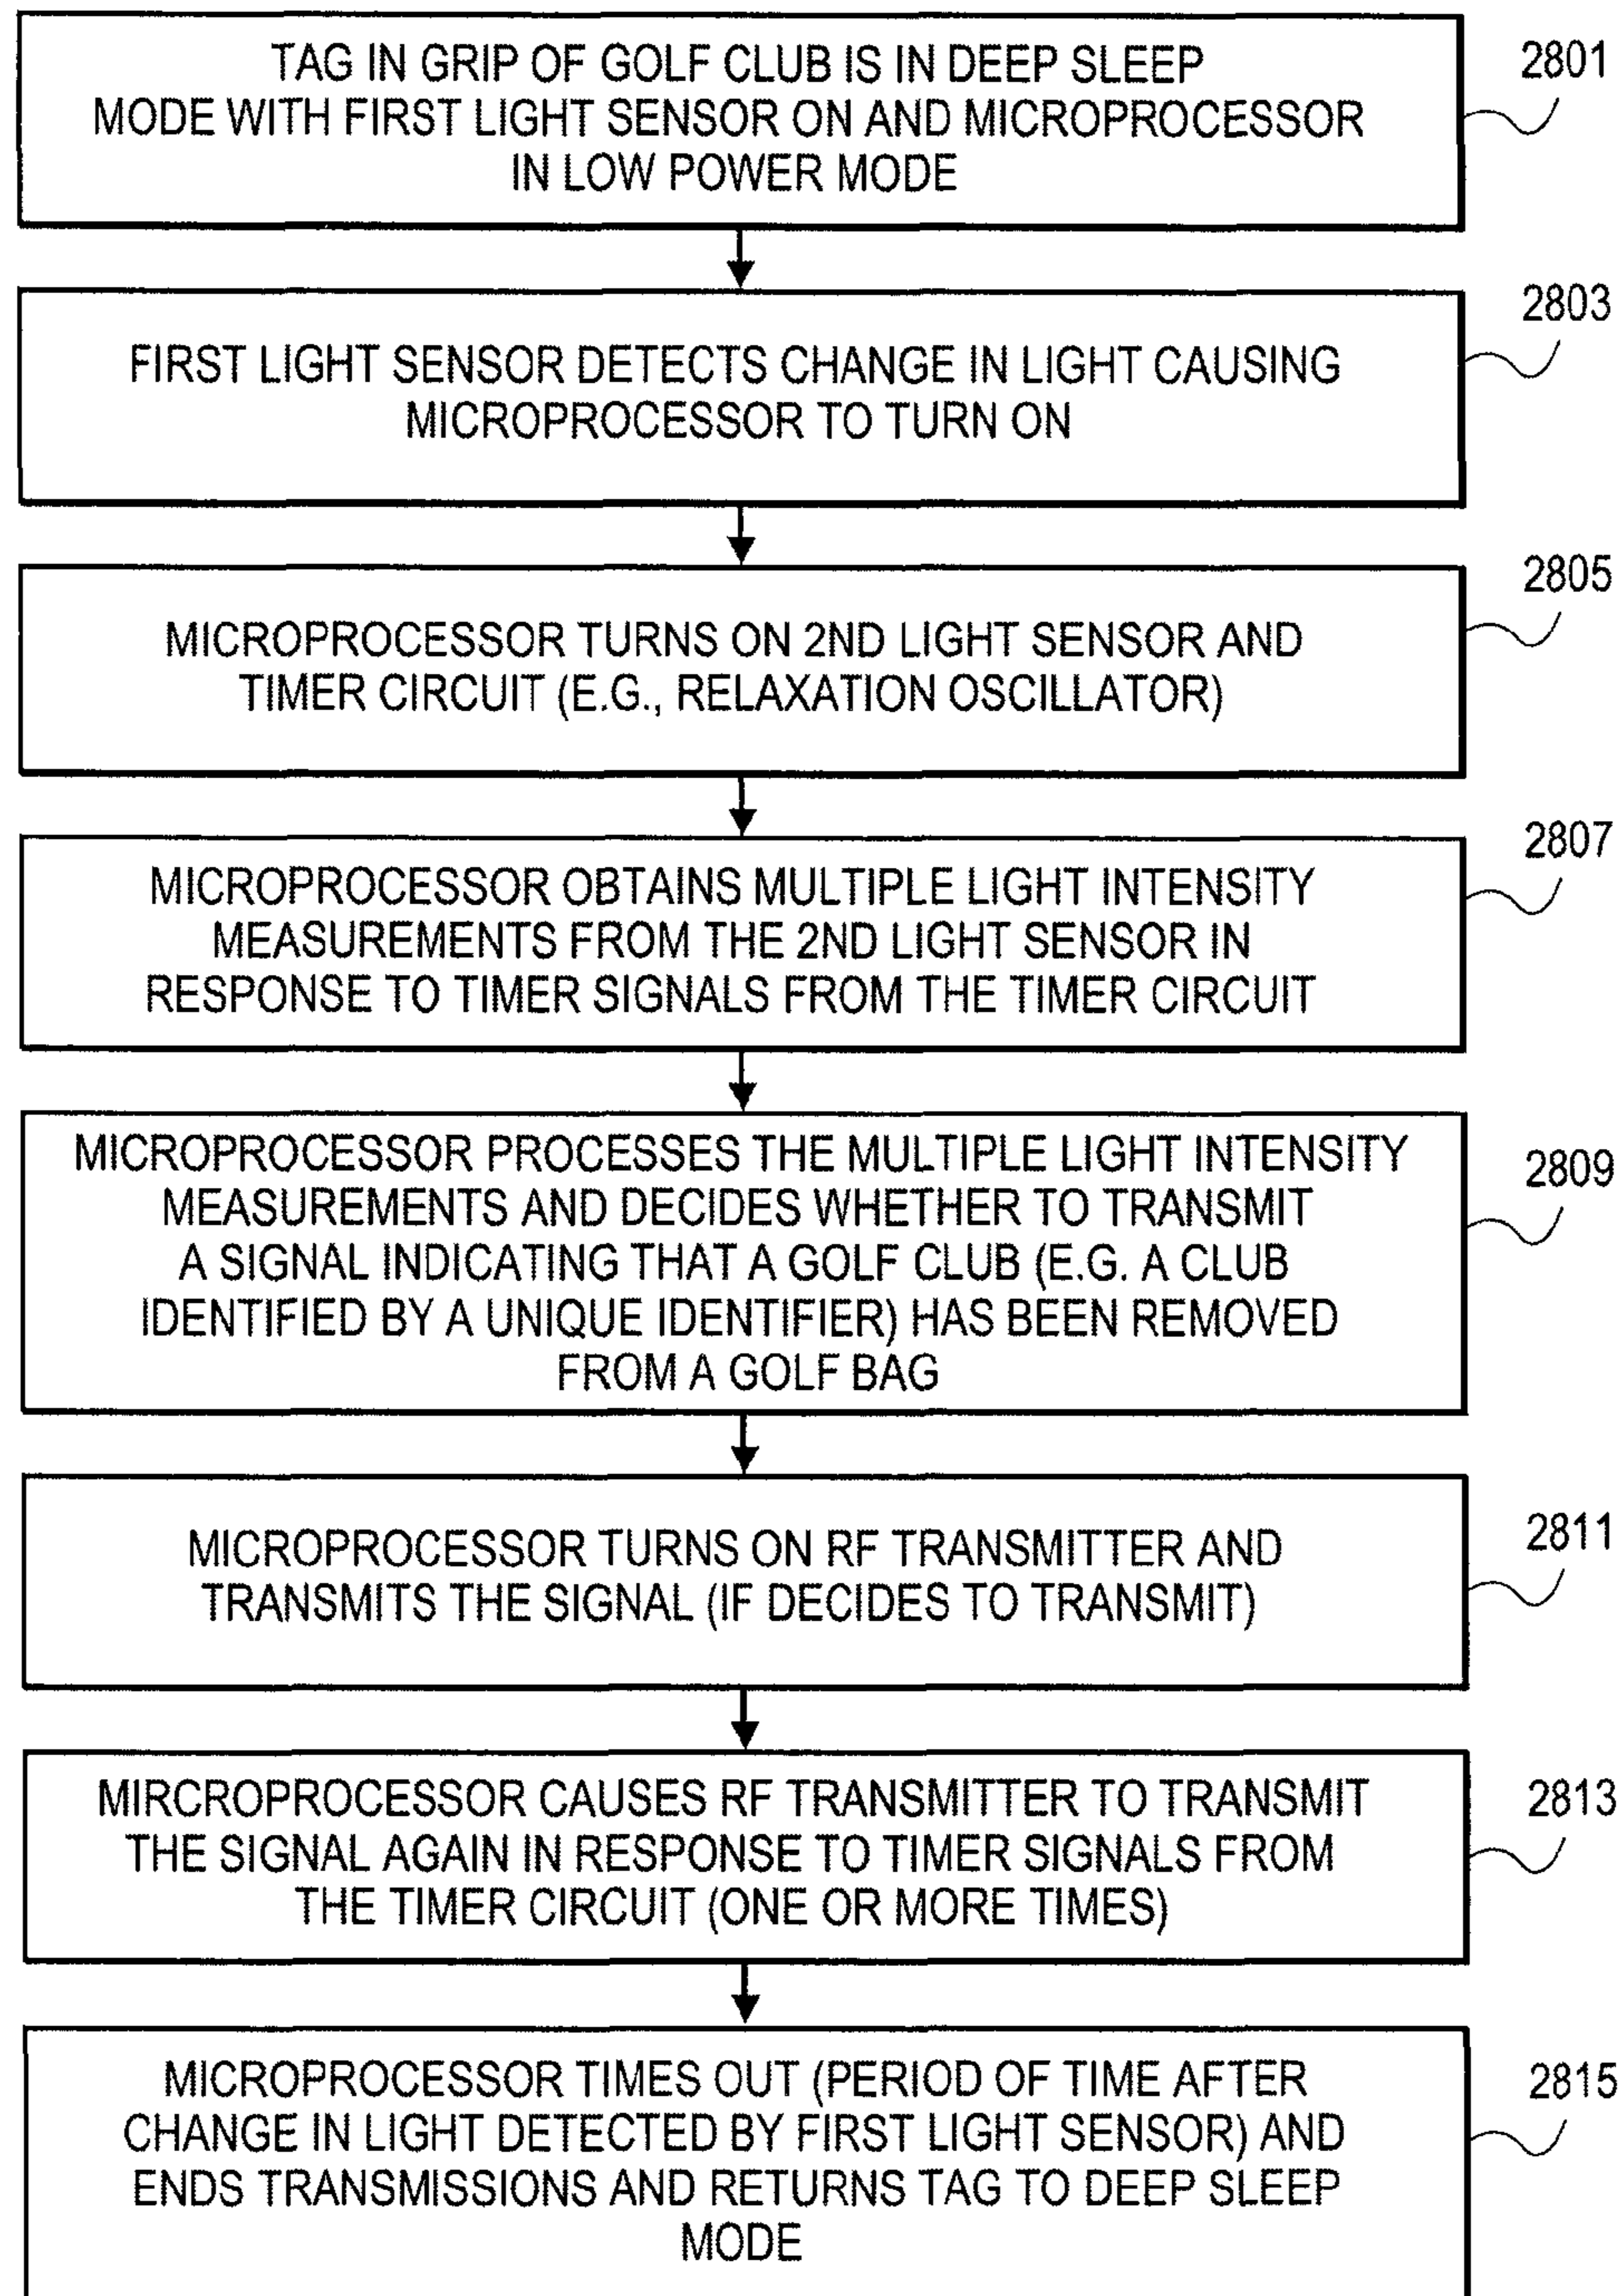 TAG IN GRIP OF GOLF CLUB IS IN DEEP SLEEP
MODE WITH FIRST LIGHT SENSOR ON AND MICROPROCESSOR
IN LOW POWER MODE
2801
FIRST LIGHT SENSOR DETECTS CHANGE IN LIGHT CAUSING
MICROPROCESSOR TO TURN ON
2803
MICROPROCESSOR TURNS ON 2ND LIGHT SENSOR AND
TIMER CIRCUIT (E.G., RELAXATION OSCILLATOR)
2805
MICROPROCESSOR OBTAINS MULTIPLE LIGHT INTENSITY
MEASUREMENTS FROM THE 2ND LIGHT SENSOR IN
RESPONSE TO TIMER SIGNALS FROM THE TIMER CIRCUIT
2807
MICROPROCESSOR PROCESSES THE MULTIPLE LIGHT INTENSITY
MEASUREMENTS AND DECIDES WHETHER TO TRANSMIT
A SIGNAL INDICATING THAT A GOLF CLUB (E.G. A CLUB
IDENTIFIED BY A UNIQUE IDENTIFIER) HAS BEEN REMOVED
FROM A GOLF BAG
2809
MICROPROCESSOR TURNS ON RF TRANSMITTER AND
TRANSMITS THE SIGNAL (IF DECIDES TO TRANSMIT)
2811
MIRCROPROCESSOR CAUSES RF TRANSMITTER TO TRANSMIT
THE SIGNAL AGAIN IN RESPONSE TO TIMER SIGNALS FROM
THE TIMER CIRCUIT (ONE OR MORE TIMES)
2813
MICROPROCESSOR TIMES OUT (PERIOD OF TIME AFTER
CHANGE IN LIGHT DETECTED BY FIRST LIGHT SENSOR) AND
ENDS TRANSMISSIONS AND RETURNS TAG TO DEEP SLEEP
MODE
2815